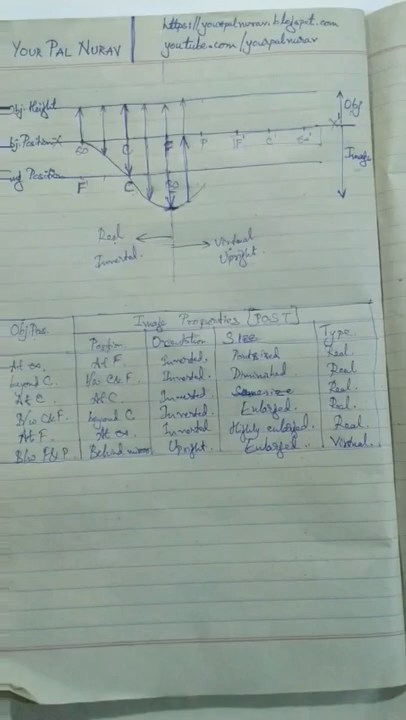 YOUR PAL NURAV
https://yourpalnurav.blogspot.com
youtube.com/yourpalnurav
Obj. Height
Obj
Obj Position X
∞ C F P F' C' ∞'
X'
Image
Img Position
F' C ∞
Real
Inverted.
Virtual
Upright.
Obj Pos Image Properties [POST]
Position Orientation Size Type
At ∞. At F. Inverted. Pointsized Real.
beyond C. b/w C & F. Inverted. Diminished Real
At C At C. Inverted Samesize Real.
B/w C & F. beyond C Inverted. Enlarged. Real.
At F. At ∞. Inverted Highly enlarged. Real.
B/w F & P. Behind mirror Upright. Enlarged. Virtual.